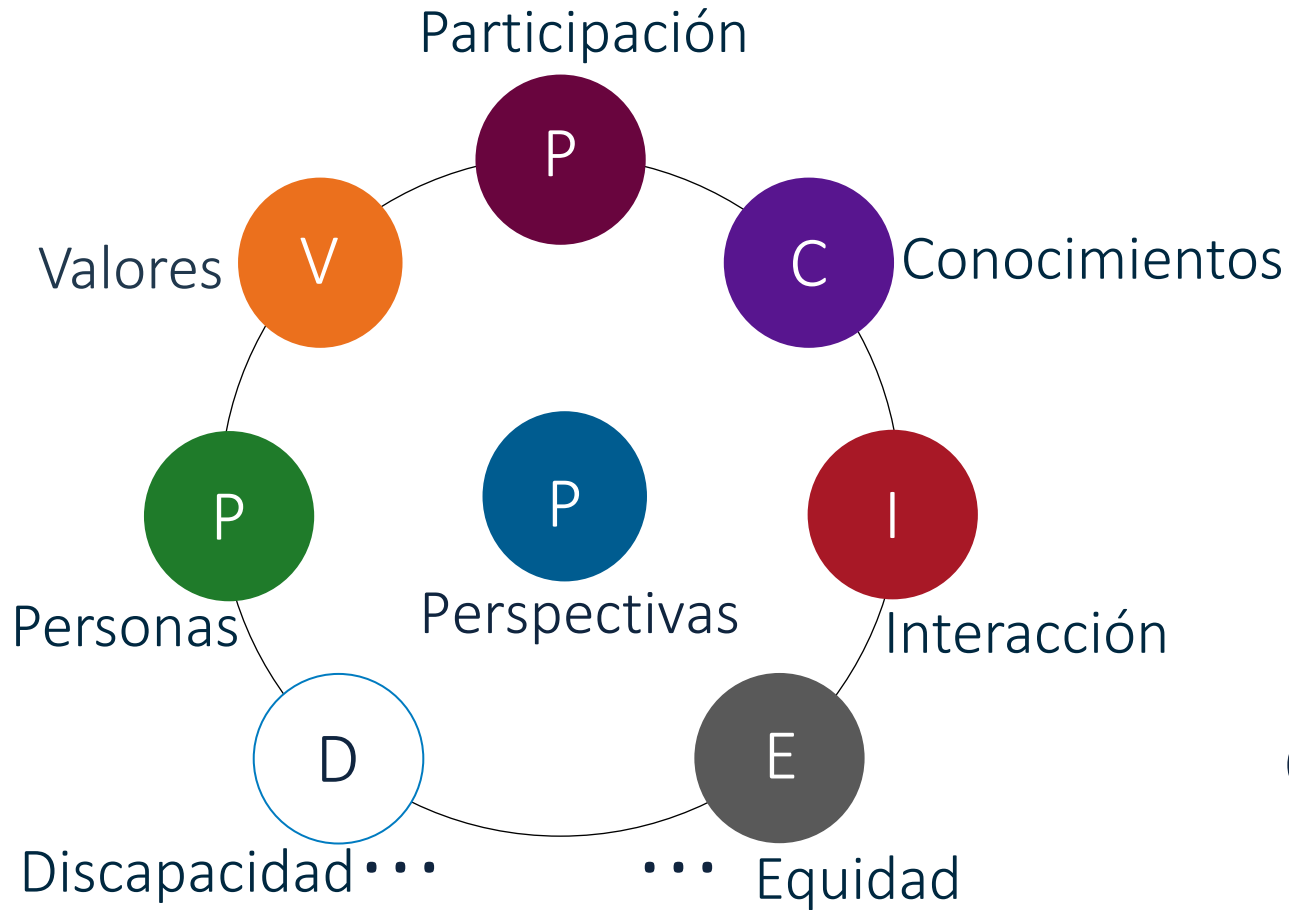 Participación
P
V
C
Valores
Conocimientos
P
P
I
Personas
Perspectivas
Interacción
D
E
Discapacidad...
... Equidad